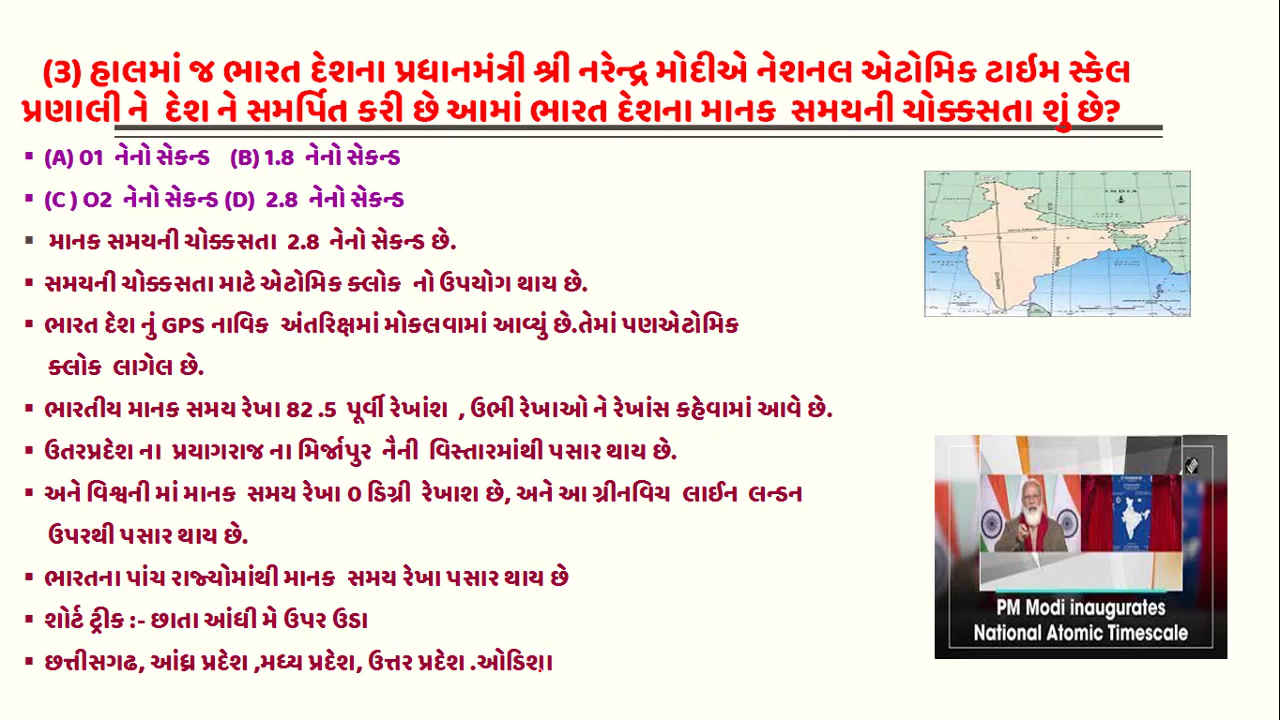 (3) હાલમાં જ ભારત દેશના પ્રધાનમંત્રી શ્રી નરેન્દ્ર મોદીએ નેશનલ એટોમિક ટાઇમ સ્કેલ
પ્રણાલી ને દેશ ને સમર્પિત કરી છે આમાં ભારત દેશના માનક સમયની ચોક્કસતા શું છે?
(A) 01 નેનો સેકન્ડ (B) 1.8 નેનો સેકન્ડ
(C ) O2 નેનો સેકન્ડ (D) 2.8 નેનો સેકન્ડ
માનક સમયની ચોક્કસતા 2.8 નેનો સેકન્ડ છે.
સમયની ચોક્કસતા માટે એટોમિક ક્લોક નો ઉપયોગ થાય છે.
ભારત દેશ નું GPS નાવિક અંતરિક્ષમાં મોકલવામાં આવ્યું છે.તેમાં પણએટોમિક
ક્લોક લાગેલ છે.
ભારતીય માનક સમય રેખા 82 .5 પૂર્વી રેખાંશ , ઉભી રેખાઓ ને રેખાંસ કહેવામાં આવે છે.
ઉતરપ્રદેશ ના પ્રયાગરાજ ના મિર્જાપુર નૈની વિસ્તારમાંથી પસાર થાય છે.
અને વિશ્વની માં માનક સમય રેખા 0 ડિગ્રી રેખાશ છે, અને આ ગ્રીનવિચ લાઈન લન્ડન
ઉપરથી પસાર થાય છે.
ભારતના પાંચ રાજ્યોમાંથી માનક સમય રેખા પસાર થાય છે
શોર્ટ ટ્રીક :- છાતા આંધી મે ઉપર ઉડા
છત્તીસગઢ, આંધ્ર પ્રદેશ ,મધ્ય પ્રદેશ, ઉત્તર પ્રદેશ .ઓડિશા
INDIA
PM Modi inaugurates
National Atomic Timescale